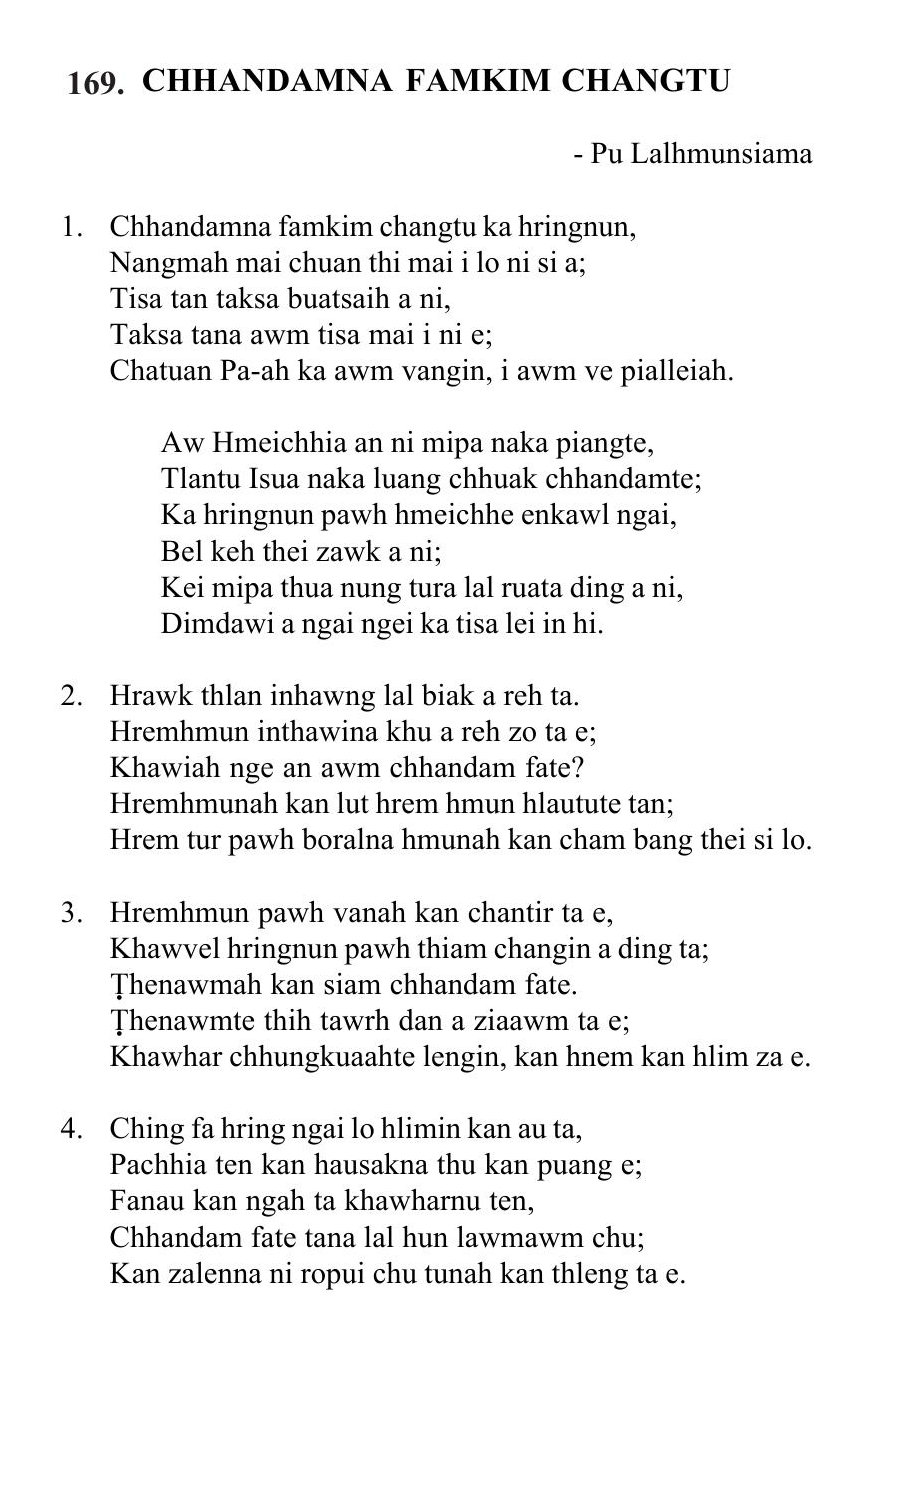 169. CHHANDAMNA FAMKIM CHANGTU
- Pu Lalhmunsiama
1. Chhandamna famkim changtu ka hringnun,
Nangmah mai chuan thi mai i lo ni si a;
Tisa tan taksa buatsaih a ni,
Taksa tana awm tisa mai i ni e;
Chatuan Pa-ah ka awm vangin, i awm ve pialleiah.
Aw Hmeichhia an ni mipa naka piangte,
Tlantu Isua naka luang chhuak chhandamte;
Ka hringnun pawh hmeichhe enkawl ngai,
Bel keh thei zawk a ni;
Kei mipa thua nung tura lal ruata ding a ni,
Dimdawi a ngai ngei ka tisa lei in hi.
2. Hrawk thlan inhawng lal biak a reh ta.
Hremhmun inthawina khu a reh zo ta e;
Khawiah nge an awm chhandam fate?
Hremhmunah kan lut hrem hmun hlautute tan;
Hrem tur pawh boralna hmunah kan cham bang thei si lo.
3. Hremhmun pawh vanah kan chantir ta e,
Khawvel hringnun pawh thiam changin a ding ta;
Ṭhenawmah kan siam chhandam fate.
Ṭhenawmte thih tawrh dan a ziaawm ta e;
Khawhar chhungkuaahte lengin, kan hnem kan hlim za e.
4. Ching fa hring ngai lo hlimin kan au ta,
Pachhia ten kan hausakna thu kan puang e;
Fanau kan ngah ta khawharnu ten,
Chhandam fate tana lal hun lawmawm chu;
Kan zalenna ni ropui chu tunah kan thleng ta e.